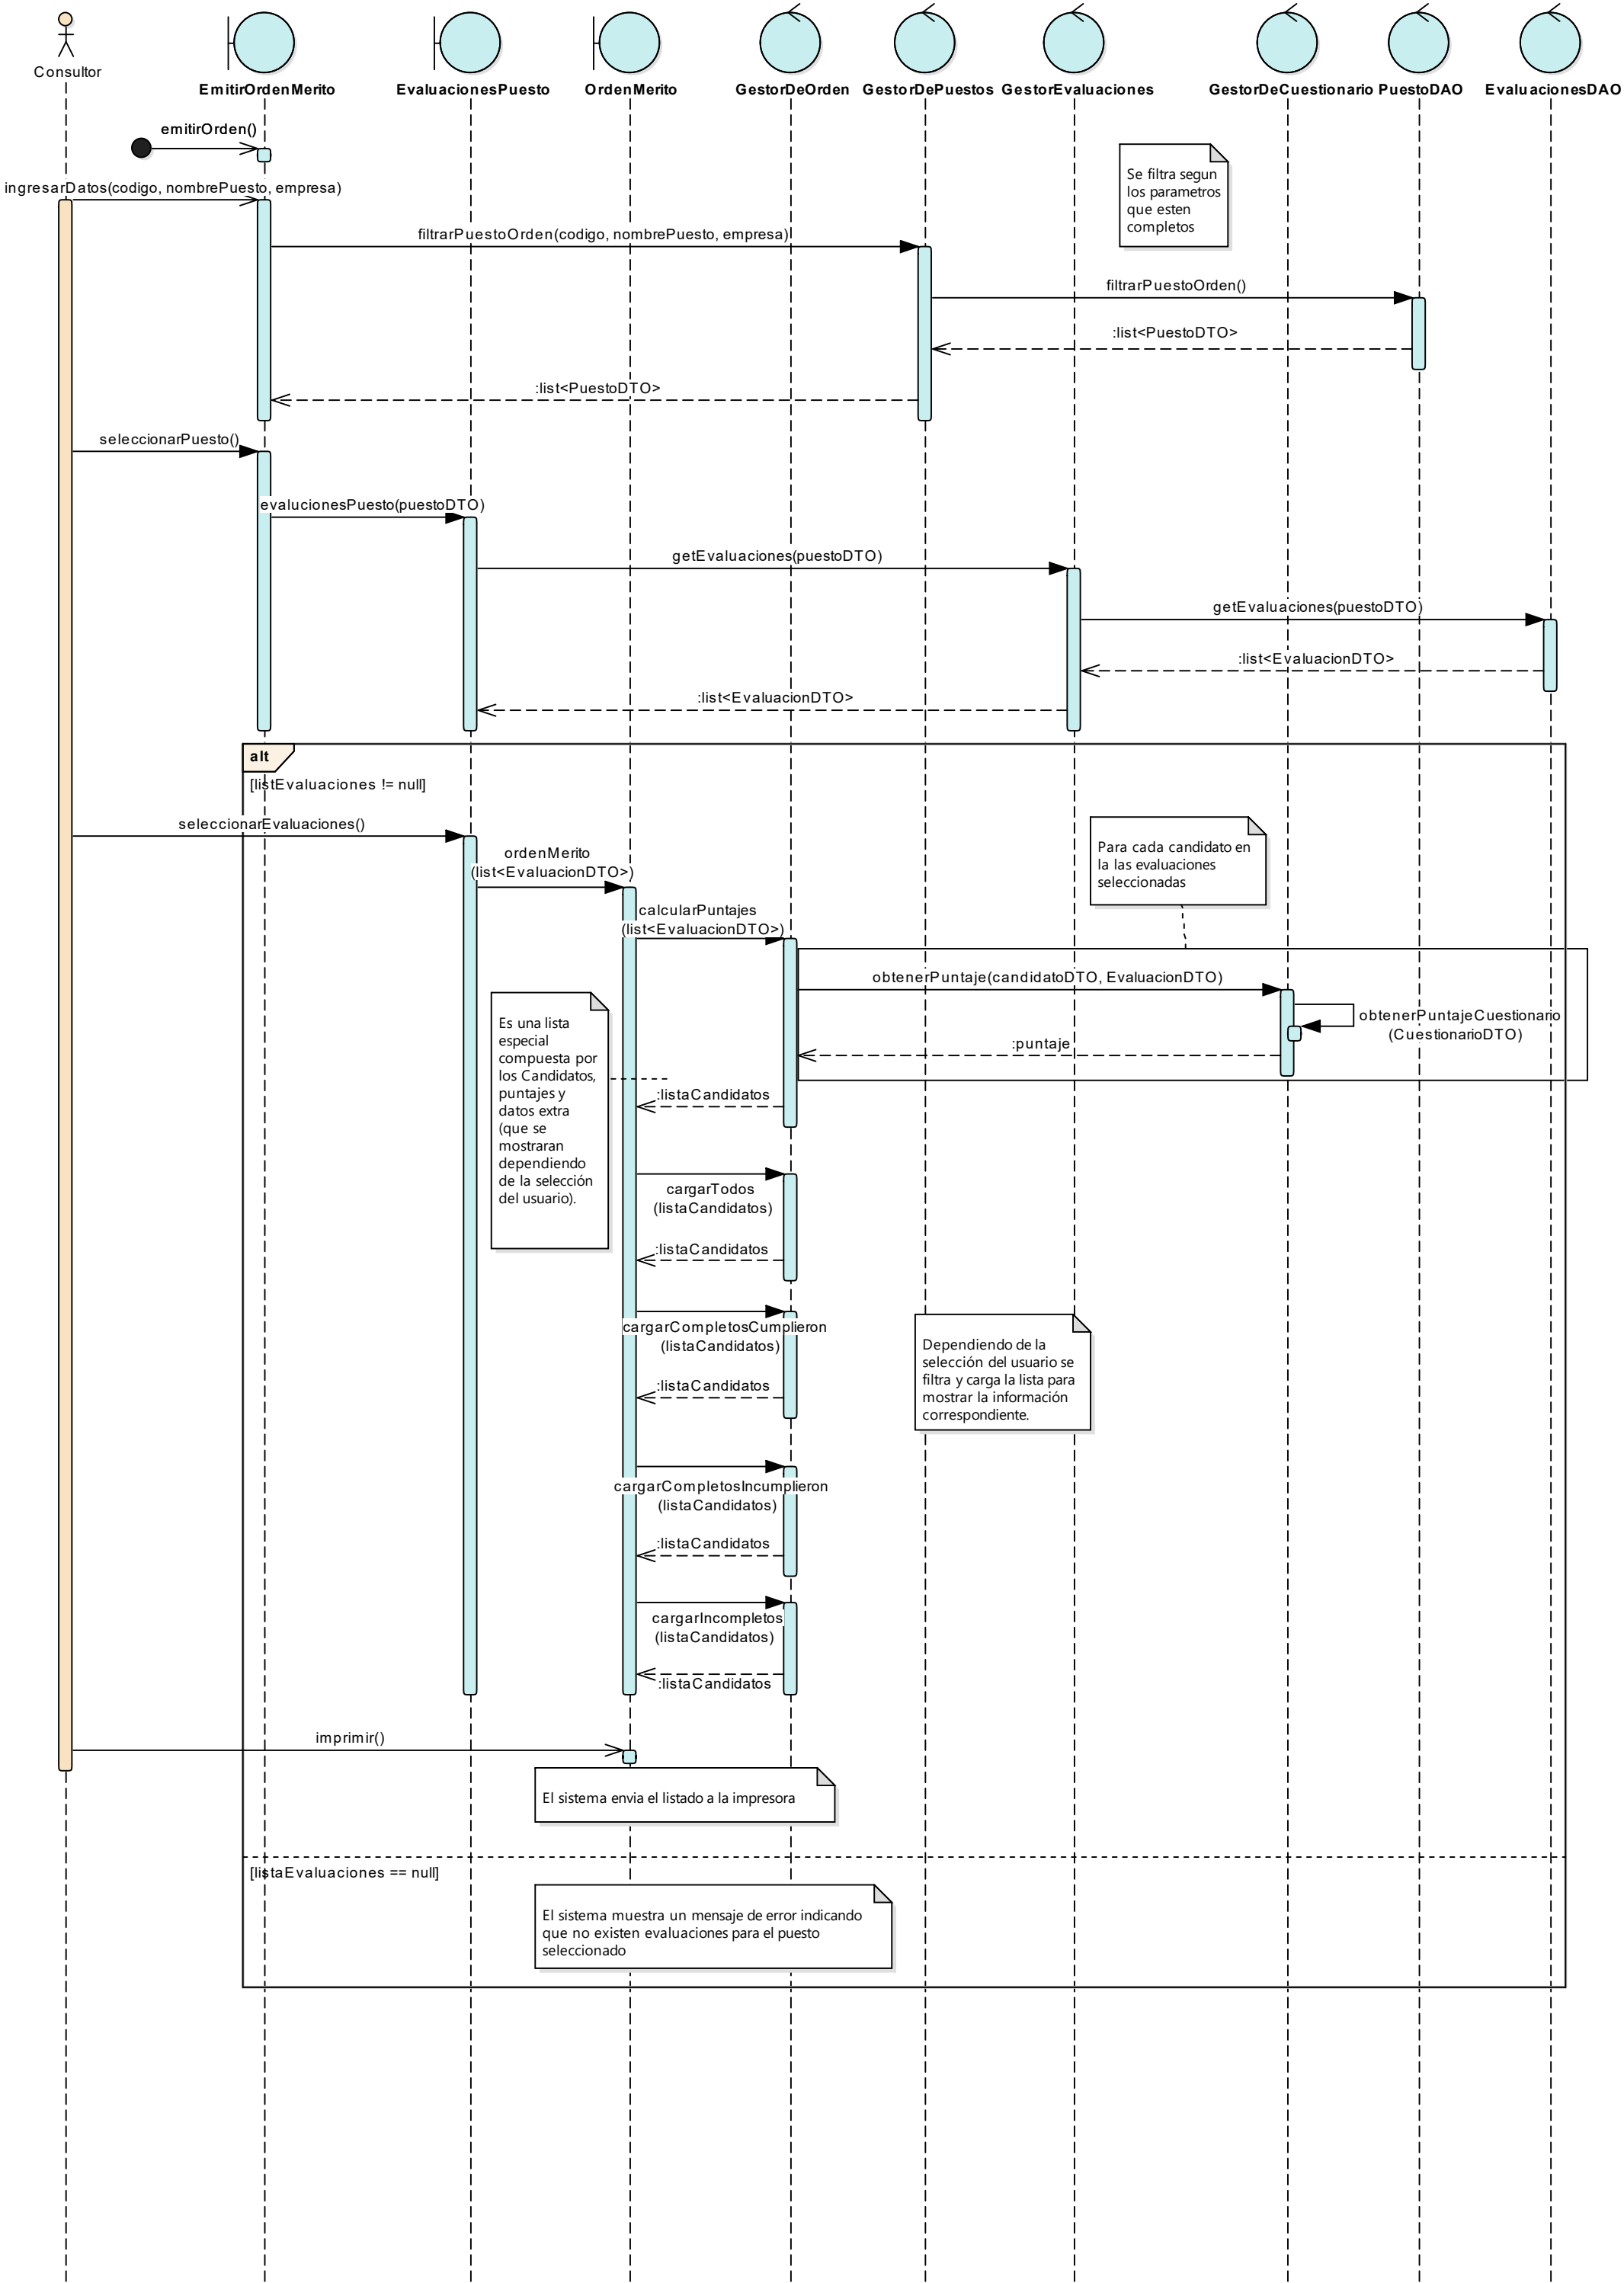 Consultor
EmitirOrdenMerito
EvaluacionesPuesto
OrdenMerito
GestorDeOrden
GestorDePuestos
GestorEvaluaciones
GestorDeCuestionario
PuestoDAO
EvaluacionesDAO
emitirOrden()
Se filtra segun
los parametros
que esten
completos
ingresarDatos(codigo, nombrePuesto, empresa)
filtrarPuestoOrden(codigo, nombrePuesto, empresa)
filtrarPuestoOrden()
:list<PuestoDTO>
:list<PuestoDTO>
seleccionarPuesto()
evalucionesPuesto(puestoDTO)
getEvaluaciones(puestoDTO)
getEvaluaciones(puestoDTO)
:list<EvaluacionDTO>
:list<EvaluacionDTO>
alt
[listEvaluaciones != null]
seleccionarEvaluaciones()
ordenMerito
(list<EvaluacionDTO>)
Para cada candidato en
la las evaluaciones
seleccionadas
calcularPuntajes
(list<EvaluacionDTO>)
obtenerPuntaje(candidatoDTO, EvaluacionDTO)
obtenerPuntajeCuestionario
(CuestionarioDTO)
:puntaje
Es una lista
especial
compuesta por
los Candidatos,
puntajes y
datos extra
(que se
mostraran
dependiendo
de la selección
del usuario).
:listaCandidatos
cargarTodos
(listaCandidatos)
:listaCandidatos
cargarCompletosCumplieron
(listaCandidatos)
:listaCandidatos
Dependiendo de la
selección del usuario se
filtra y carga la lista para
mostrar la información
correspondiente.
cargarCompletosIncumplieron
(listaCandidatos)
:listaCandidatos
cargarIncompletos
(listaCandidatos)
:listaCandidatos
imprimir()
El sistema envia el listado a la impresora
[listaEvaluaciones == null]
El sistema muestra un mensaje de error indicando
que no existen evaluaciones para el puesto
seleccionado